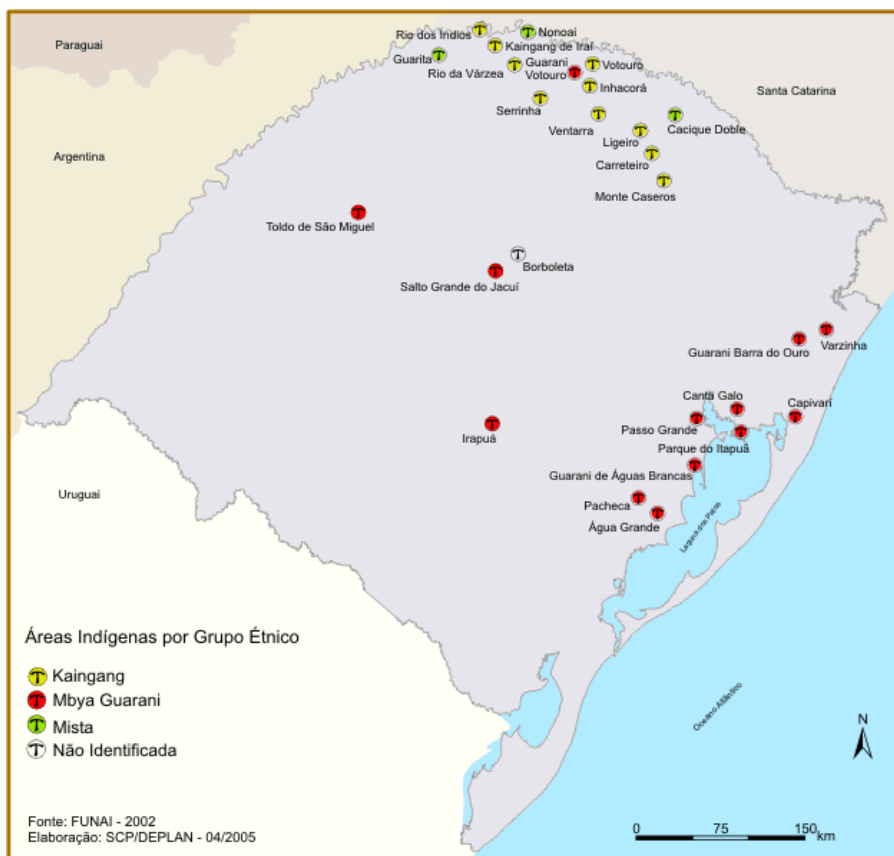 Paraguai
Rio dos Índios
Nonoai
Kaingang de Iraí
Guarita
Rio da Várzea
Guarani
Votouro
Votouro
Inhacorá
Santa Catarina
Serrinha
Ventarra
Cacique Doble
Ligeiro
Argentina
Carreteiro
Monte Caseros
Toldo de São Miguel
Borboleta
Salto Grande do Jacuí
Varzinha
Guarani Barra do Ouro
Canta Galo
Capivari
Passo Grande
Irapuá
Parque do Itapuã
Guarani de Águas Brancas
Uruguai
Pacheca
Água Grande
Laguna dos Patos
Áreas Indígenas por Grupo Étnico
Kaingang
Mbya Guarani
Mista
Não Identificada
Oceano Atlântico
N
Fonte: FUNAI - 2002
Elaboração: SCP/DEPLAN - 04/2005
0 75 150 km